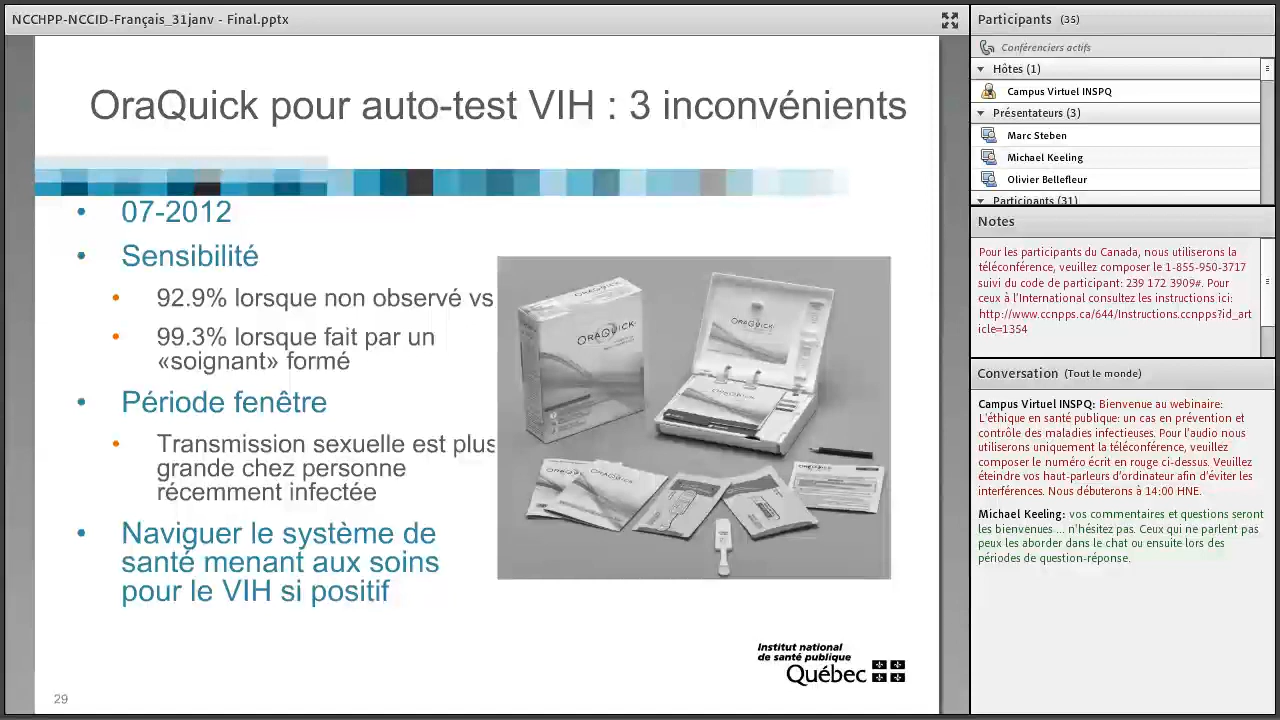 NCCHPP-NCCID-Français_31janv - Final.pptx
OraQuick pour auto-test VIH : 3 inconvénients
• 07-2012
• Sensibilité
• 92.9% lorsque non observé vs
• 99.3% lorsque fait par un
«soignant» formé
• Période fenêtre
• Transmission sexuelle est plus
grande chez personne
récemment infectée
• Naviguer le système de
santé menant aux soins
pour le VIH si positif
ORAQUICK
ORAQUICK
Institut national
de santé publique
Québec
29
Participants (35)
Conférenciers actifs
Hôtes (1)
Campus Virtuel INSPQ
Présentateurs (3)
Marc Steben
Michael Keeling
Olivier Bellefleur
Participants (31)
Notes
Pour les participants du Canada, nous utiliserons la
téléconférence, veuillez composer le 1-855-950-3717
suivi du code de participant: 239 172 3909#. Pour
ceux à l'International consultez les instructions ici:
http://www.ccnpps.ca/644/Instructions.ccnpps?id_art
icle=1354
Conversation (Tout le monde)
Campus Virtuel INSPQ: Bienvenue au webinaire:
L'éthique en santé publique: un cas en prévention et
contrôle des maladies infectieuses. Pour l'audio nous
utiliserons uniquement la téléconférence, veuillez
composer le numéro écrit en rouge ci-dessus. Veuillez
éteindre vos haut-parleurs d'ordinateur afin d'éviter les
interférences. Nous débuterons à 14:00 HNE.
Michael Keeling: vos commentaires et questions seront
les bienvenues.... n'hésitez pas. Ceux qui ne parlent pas
peux les aborder dans le chat ou ensuite lors des
périodes de question-réponse.